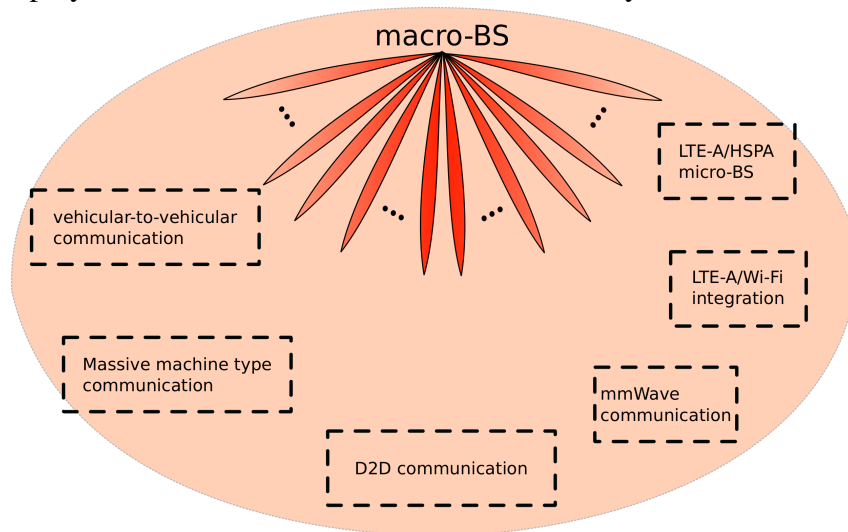 macro-BS
LTE-A/HSPA
micro-BS
vehicular-to-vehicular
communication
LTE-A/Wi-Fi
integration
Massive machine type
communication
mmWave
communication
D2D communication